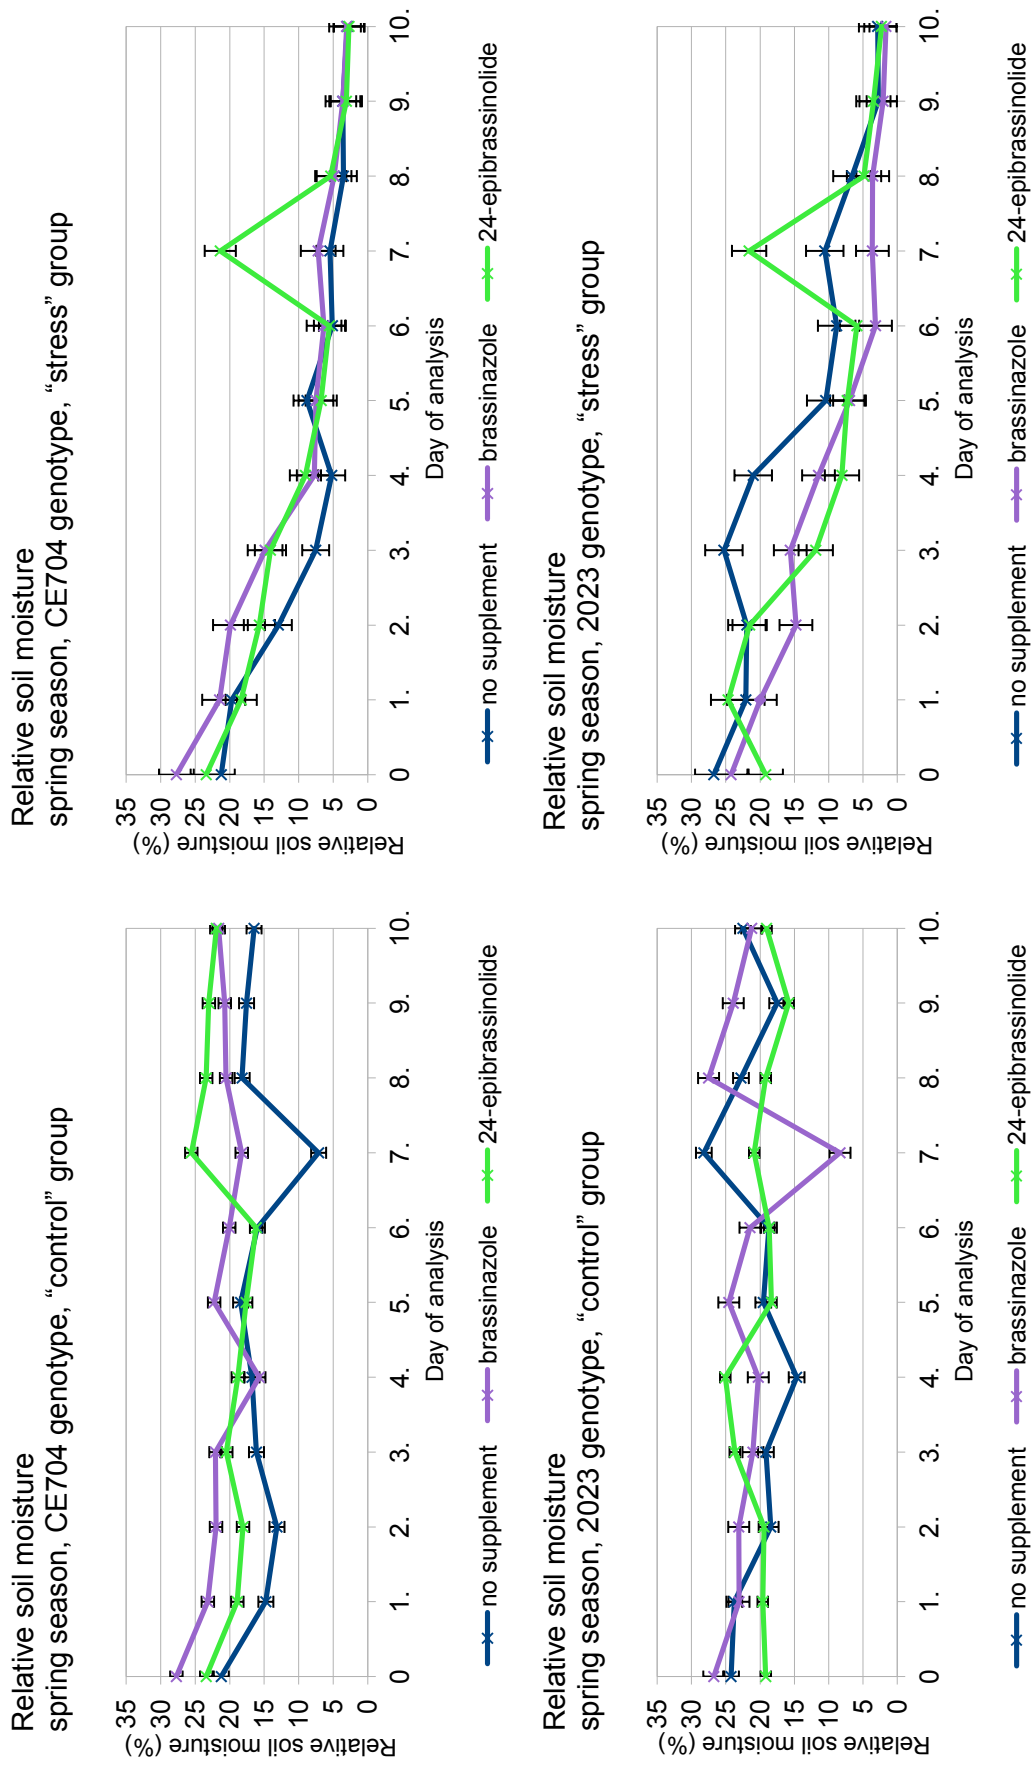 Relative soil moisture
spring season, CE704 genotype, “control” group
Relative soil moisture (%)
35
30
25
20
15
10
5
0
0 1. 2. 3. 4. 5. 6. 7. 8. 9. 10.
Day of analysis
no supplement brassinazole 24-epibrassinolide
Relative soil moisture
spring season, CE704 genotype, “stress” group
Relative soil moisture (%)
35
30
25
20
15
10
5
0
0 1. 2. 3. 4. 5. 6. 7. 8. 9. 10.
Day of analysis
no supplement brassinazole 24-epibrassinolide
Relative soil moisture
spring season, 2023 genotype, “control” group
Relative soil moisture (%)
35
30
25
20
15
10
5
0
0 1. 2. 3. 4. 5. 6. 7. 8. 9. 10.
Day of analysis
no supplement brassinazole 24-epibrassinolide
Relative soil moisture
spring season, 2023 genotype, “stress” group
Relative soil moisture (%)
35
30
25
20
15
10
5
0
0 1. 2. 3. 4. 5. 6. 7. 8. 9. 10.
Day of analysis
no supplement brassinazole 24-epibrassinolide